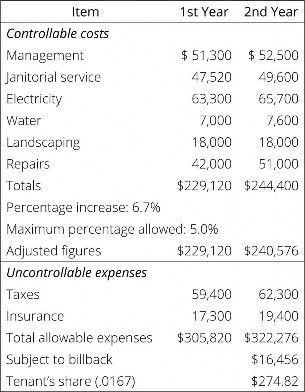 Item 1st Year 2nd Year
Controllable costs
Management $ 51,300 $ 52,500
Janitorial service 47,520 49,600
Electricity 63,300 65,700
Water 7,000 7,600
Landscaping 18,000 18,000
Repairs 42,000 51,000
Totals $229,120 $244,400
Percentage increase: 6.7%
Maximum percentage allowed: 5.0%
Adjusted figures $229,120 $240,576
Uncontrollable expenses
Taxes 59,400 62,300
Insurance 17,300 19,400
Total allowable expenses $305,820 $322,276
Subject to billback $16,456
Tenant's share (.0167) $274.82